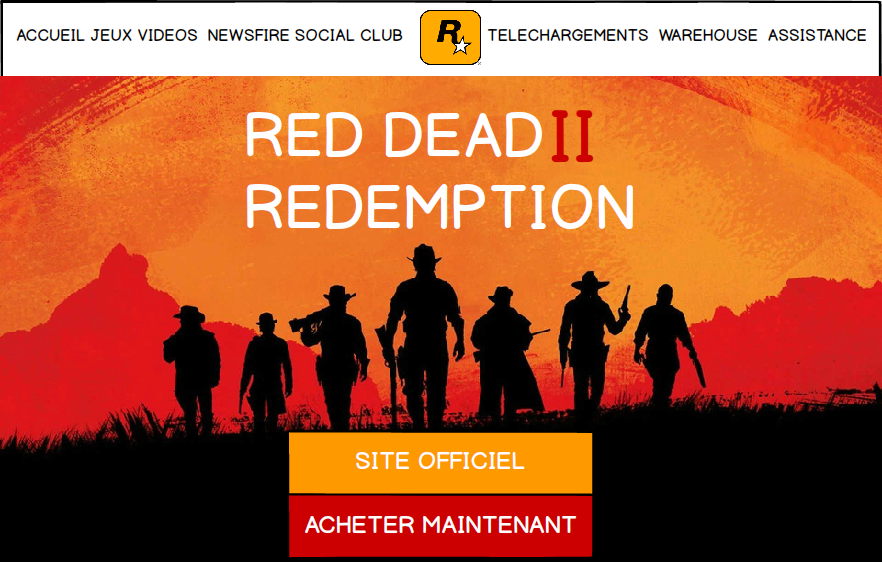 ACCUEIL JEUX VIDEOS NEWSFIRE SOCIAL CLUB R TELECHARGEMENTS WAREHOUSE ASSISTANCE
RED DEAD II
REDEMPTION
SITE OFFICIEL
ACHETER MAINTENANT